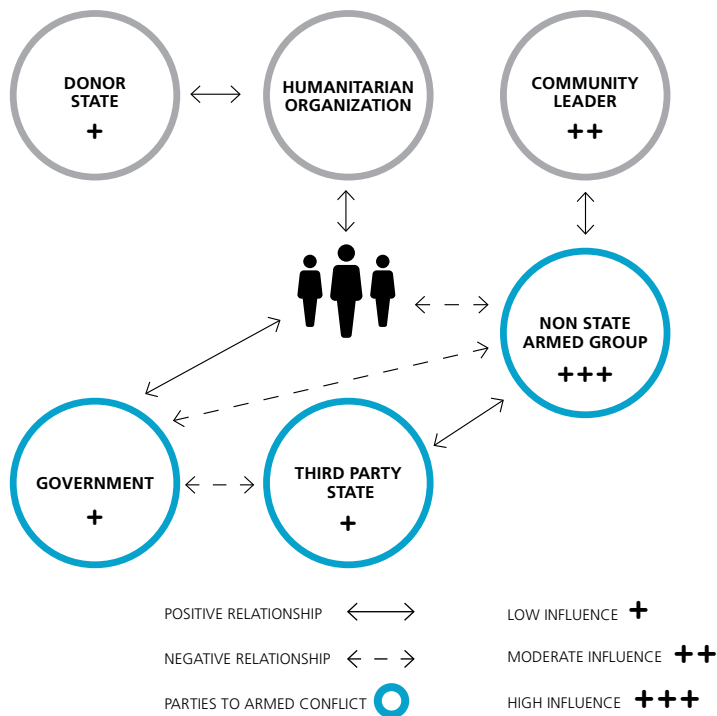 DONOR
STATE
+
HUMANITARIAN
ORGANIZATION
COMMUNITY
LEADER
++
NON STATE
ARMED GROUP
+++
GOVERNMENT
+
THIRD PARTY
STATE
+
POSITIVE RELATIONSHIP
NEGATIVE RELATIONSHIP
PARTIES TO ARMED CONFLICT
LOW INFLUENCE +
MODERATE INFLUENCE ++
HIGH INFLUENCE +++